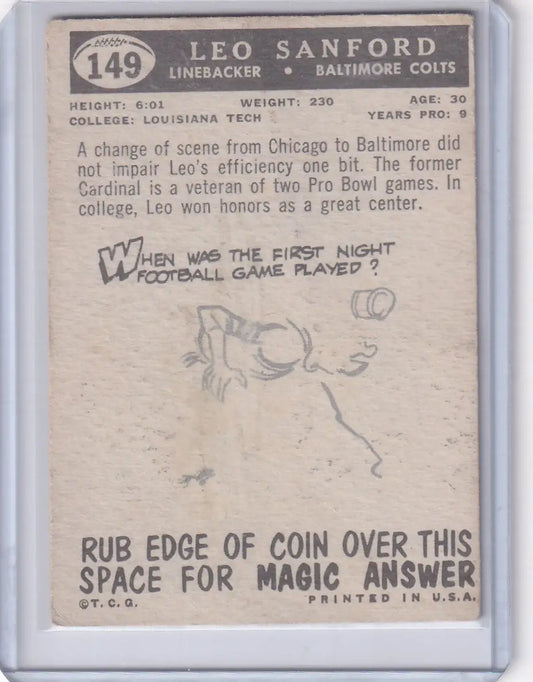 149
LEO SANFORD
LINEBACKER • BALTIMORE COLTS
HEIGHT: 6:01 WEIGHT: 230 AGE: 30
COLLEGE: LOUISIANA TECH YEARS PRO: 9
A change of scene from Chicago to Baltimore did
not impair Leo's efficiency one bit. The former
Cardinal is a veteran of two Pro Bowl games. In
college, Leo won honors as a great center.
WHEN WAS THE FIRST NIGHT
FOOTBALL GAME PLAYED?
RUB EDGE OF COIN OVER THIS
SPACE FOR MAGIC ANSWER
©T.C.G. PRINTED IN U.S.A.